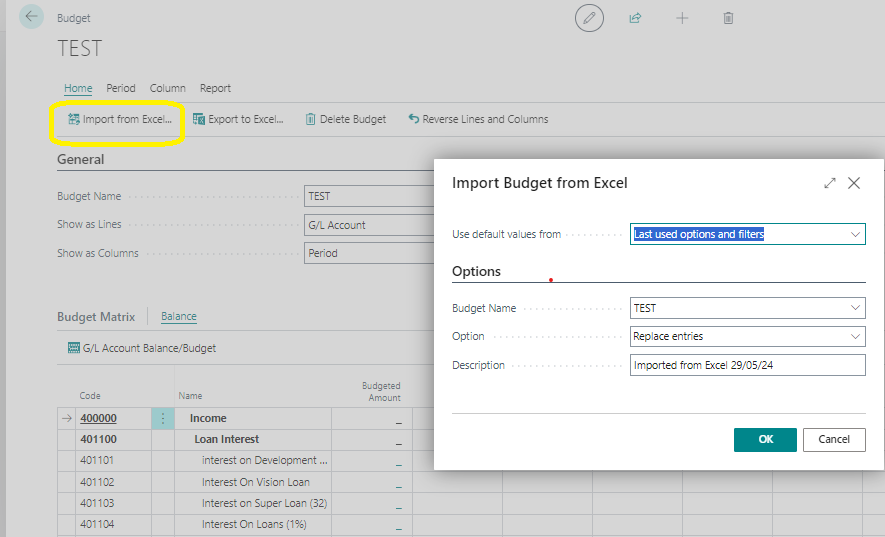 Budget
TEST
Home Period Column Report
Import from Excel... Export to Excel... Delete Budget Reverse Lines and Columns
General
Budget Name TEST
Show as Lines G/L Account
Show as Columns Period
Budget Matrix Balance
G/L Account Balance/Budget
Code Name Budgeted Amount
400000 Income _
401100 Loan Interest _
401101 interest on Development ... _
401102 Interest On Vision Loan _
401103 Interest on Super Loan (32) _
401104 Interest On Loans (1%) _
Import Budget from Excel
Use default values from Last used options and filters
Options
Budget Name TEST
Option Replace entries
Description Imported from Excel 29/05/24
OK Cancel